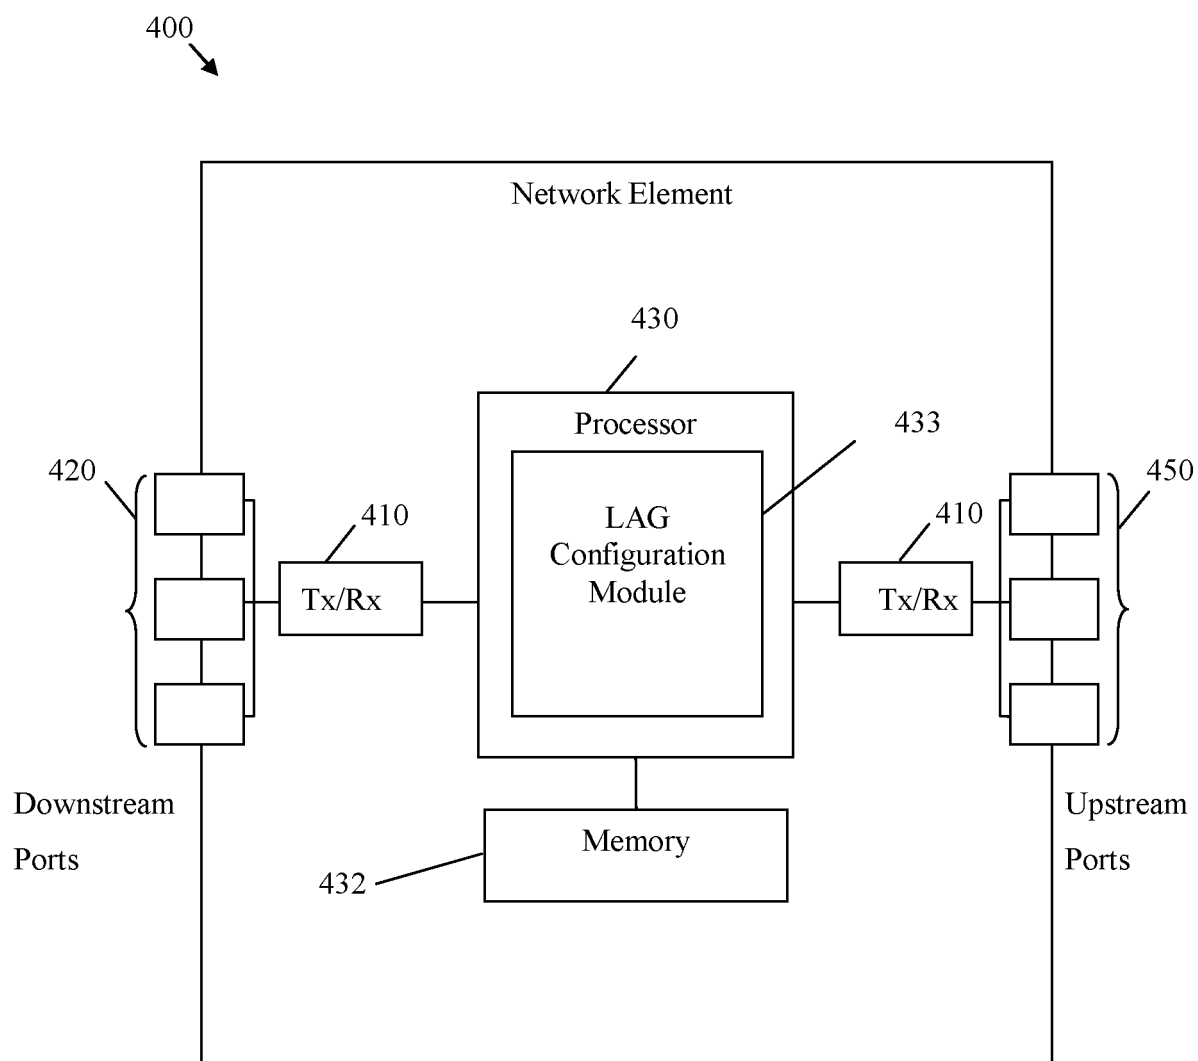 400
Network Element
430
Processor
433
420
450
410
410
LAG
Configuration
Module
Tx/Rx
Tx/Rx
Downstream
Ports
Upstream
Ports
Memory
432